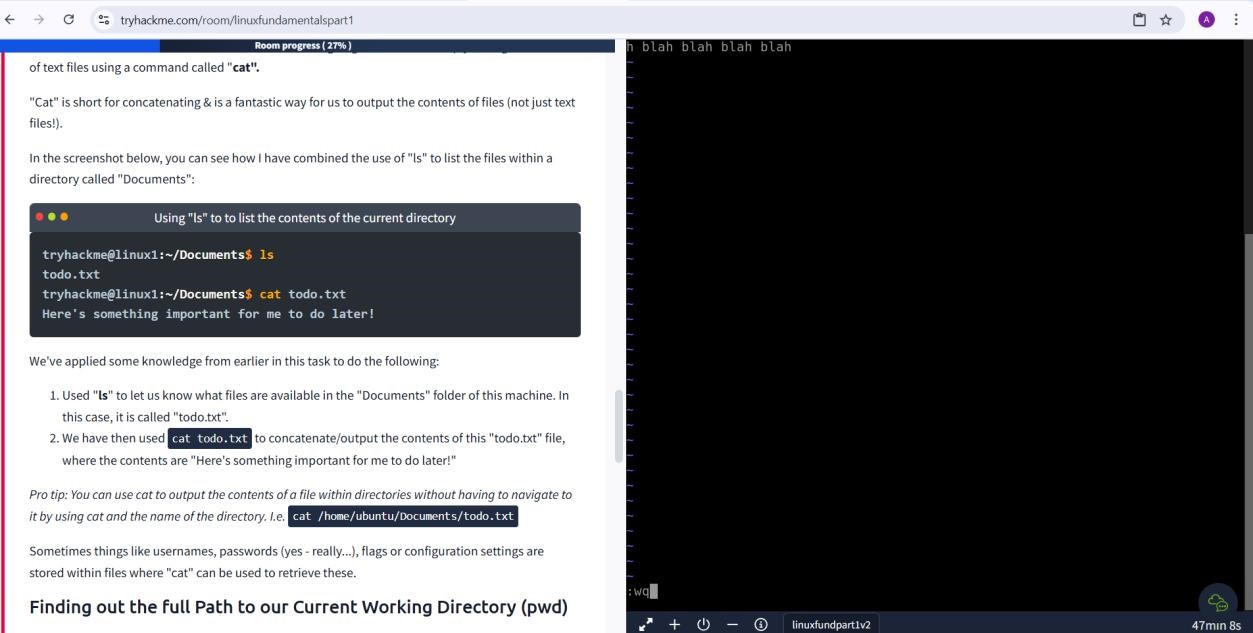 tryhackme.com/room/linuxfundamentalspart1
A
Room progress ( 27% )
of text files using a command called "cat".
"Cat" is short for concatenating & is a fantastic way for us to output the contents of files (not just text
files!).
In the screenshot below, you can see how I have combined the use of "ls" to list the files within a
directory called "Documents":
Using "ls" to to list the contents of the current directory
tryhackme@linux1:~/Documents$ ls
todo.txt
tryhackme@linux1:~/Documents$ cat todo.txt
Here's something important for me to do later!
We've applied some knowledge from earlier in this task to do the following:
1. Used "ls" to let us know what files are available in the "Documents" folder of this machine. In
this case, it is called "todo.txt".
2. We have then used cat todo.txt to concatenate/output the contents of this "todo.txt" file,
where the contents are "Here's something important for me to do later!"
Pro tip: You can use cat to output the contents of a file within directories without having to navigate to
it by using cat and the name of the directory. I.e. cat /home/ubuntu/Documents/todo.txt
Sometimes things like usernames, passwords (yes - really...), flags or configuration settings are
stored within files where "cat" can be used to retrieve these.
Finding out the full Path to our Current Working Directory (pwd)
h blah blah blah blah
:wq
linuxfundpart1v2
47min 8s